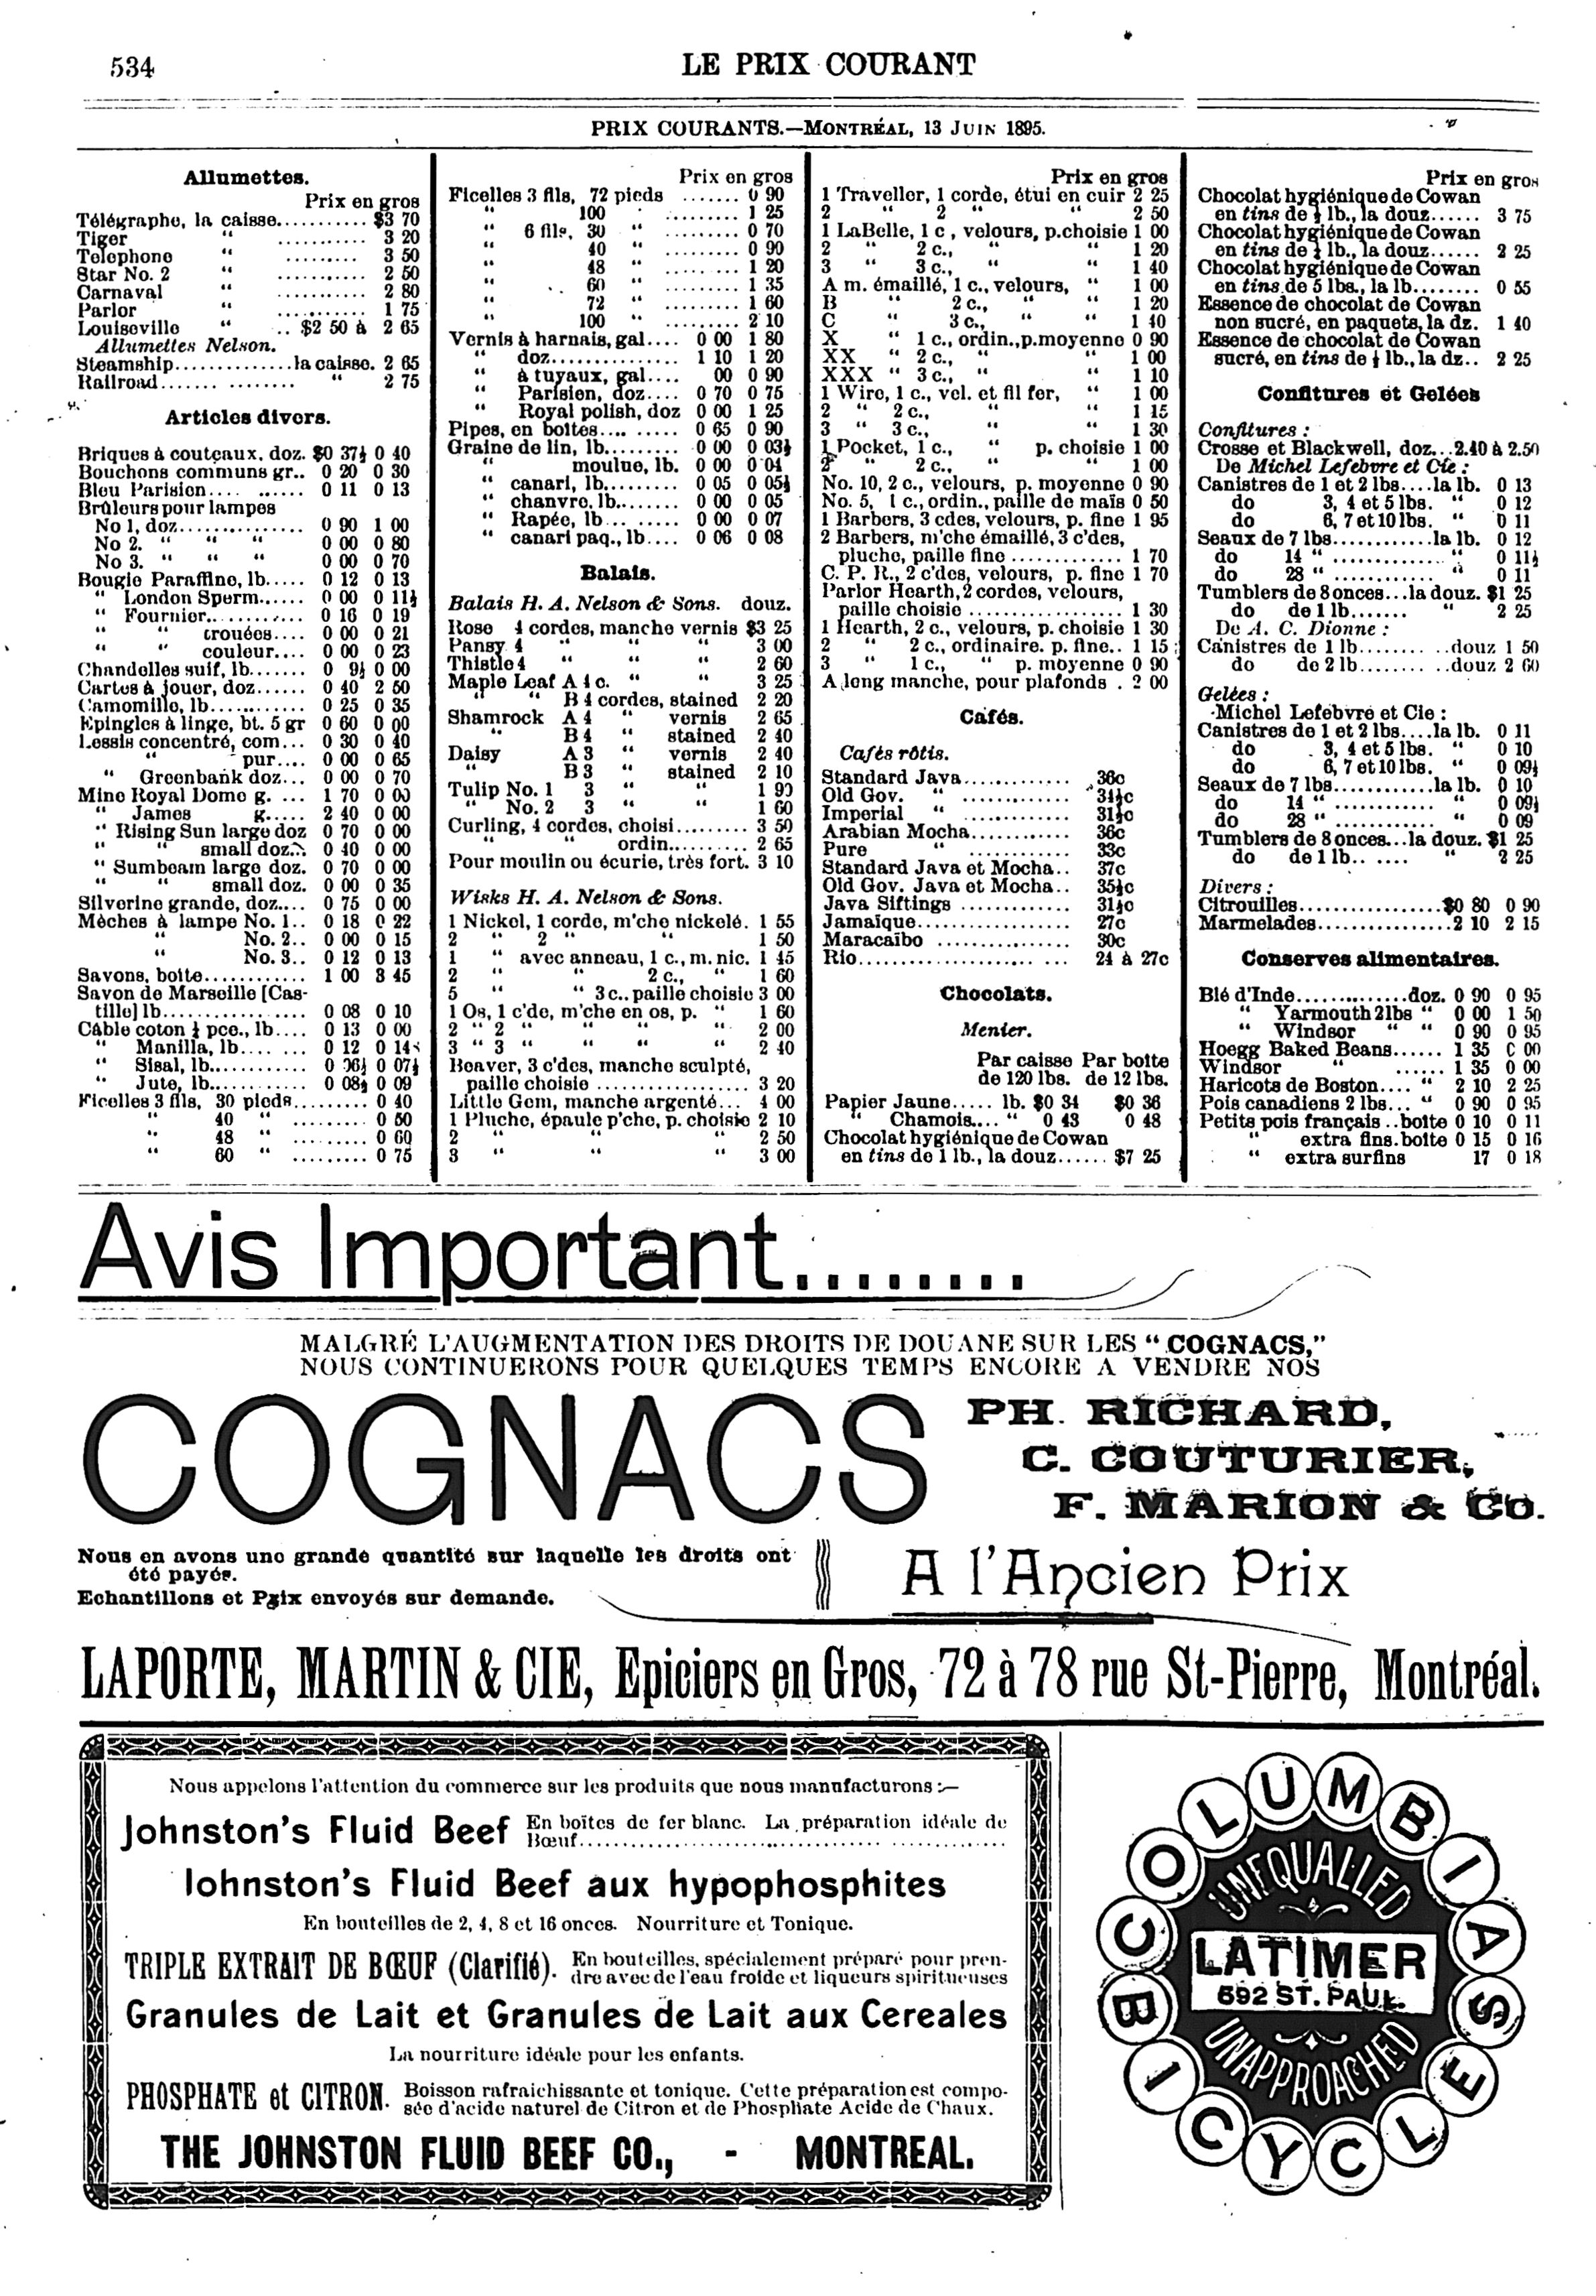 534
LE PRIX COURANT
PRIX COURANTS.—MONTRÉAL, 13 JUIN 1895.
Allumettes.
Prix en gros
Télégraphe, la caisse.......... $3 70
Tiger “ ........... 3 20
Telephone “ ......... 3 50
Star No. 2 “ ........... 2 50
Carnaval “ ........... 2 80
Parlor “ ........... 1 75
Louiseville “ .. $2 50 à 2 65
Allumettes Nelson.
Steamship..............la caisse. 2 65
Railroad....... ........ “ 2 75
Articles divers.
Briques à couteaux, doz. $0 37½ 0 40
Bouchons communs gr.. 0 20 0 30
Bleu Parisien.... ...... 0 11 0 13
Brûleurs pour lampes
No 1, doz............... 0 90 1 00
No 2. “ “ “ 0 00 0 80
No 3. “ “ “ 0 00 0 70
Bougie Paraffine, lb..... 0 12 0 13
“ London Sperm...... 0 00 0 11½
“ Fournier............ 0 16 0 19
“ “ trouées.... 0 00 0 21
“ “ couleur.... 0 00 0 23
Chandelles suif, lb....... 0 9½ 0 00
Cartes à jouer, doz...... 0 40 2 50
Camomille, lb........... 0 25 0 35
Epingles à linge, bt. 5 gr 0 60 0 00
Lessis concentré, com... 0 30 0 40
“ pur.... 0 00 0 65
“ Greenbank doz... 0 00 0 70
Mine Royal Dome g. ... 1 70 0 00
“ James g..... 2 40 0 00
“ Rising Sun large doz 0 70 0 00
“ “ small doz.. 0 40 0 00
“ Sumbeam large doz. 0 70 0 00
“ “ small doz. 0 00 0 35
Silverine grande, doz.... 0 75 0 00
Mèches à lampe No. 1.. 0 18 0 22
“ No. 2.. 0 00 0 15
“ No. 3.. 0 12 0 13
Savons, boite............ 1 00 3 45
Savon de Marseille [Cas-
tille] lb................. 0 08 0 10
Câble coton ¼ pce., lb.... 0 13 0 00
“ Manilla, lb.... ... 0 12 0 14
“ Sisal, lb........... 0 06½ 0 07½
“ Jute, lb........... 0 08½ 0 09
Ficelles 3 fils, 30 pieds......... 0 40
“ 40 “ ......... 0 50
“ 48 “ ......... 0 60
“ 60 “ ......... 0 75
Prix en gros
Ficelles 3 fils, 72 pieds ....... 0 90
“ 100 ......... 1 25
“ 6 fils, 30 “ ......... 0 70
“ 40 “ ......... 0 90
“ 48 “ ......... 1 20
“ 60 “ ......... 1 35
“ 72 “ ......... 1 60
“ 100 “ ......... 2 10
Vernis à harnais, gal.... 0 00 1 80
“ doz.............. 1 10 1 20
“ à tuyaux, gal.... 00 0 90
“ Parisien, doz.... 0 70 0 75
“ Royal polish, doz 0 00 1 25
Pipes, en boites.... ..... 0 65 0 90
Graine de lin, lb......... 0 00 0 03½
“ moulue, lb. 0 00 0 04
“ canari, lb......... 0 05 0 05½
“ chanvre, lb....... 0 00 0 05
“ Rapée, lb... ...... 0 00 0 07
“ canari paq., lb.... 0 06 0 08
Balais.
Balais H. A. Nelson & Sons. douz.
Rose 4 cordes, manche vernis $3 25
Pansy 4 “ “ “ 3 00
Thistle 4 “ “ “ 2 60
Maple Leaf A 4 c. “ “ 3 25
“ “ B 4 cordes, stained 2 20
Shamrock A 4 “ vernis 2 65
“ B 4 “ stained 2 40
Daisy A 3 “ vernis 2 40
“ B 3 “ stained 2 10
Tulip No. 1 3 “ “ 1 90
“ No. 2 3 “ “ 1 60
Curling, 4 cordes, choisi......... 3 50
“ “ ordin.......... 2 65
Pour moulin ou écurie, très fort. 3 10
Wisks H. A. Nelson & Sons.
1 Nickel, 1 corde, m'che nickelé. 1 55
2 “ 2 “ “ 1 50
1 “ avec anneau, 1 c., m. nic. 1 45
2 “ “ 2 c., “ 1 60
5 “ “ 3 c.. paille choisie 3 00
1 Os, 1 c'de, m'che en os, p. “ 1 60
2 “ 2 “ “ “ “ 2 00
3 “ 3 “ “ “ “ 2 40
Beaver, 3 c'des, manche sculpté,
paille choisie ................... 3 20
Little Gem, manche argenté... 4 00
1 Pluche, épaule p'che, p. choisie 2 10
2 “ “ “ 2 50
3 “ “ “ 3 00
Prix en gros
1 Traveller, 1 corde, étui en cuir 2 25
2 “ 2 “ “ 2 50
1 LaBelle, 1 c , velours, p.choisie 1 00
2 “ 2 c., “ “ 1 20
3 “ 3 c., “ “ 1 40
A m. émaillé, 1 c., velours, “ 1 00
B “ 2 c., “ “ 1 20
C “ 3 c., “ “ 1 40
X “ 1 c., ordin.,p.moyenne 0 90
XX “ 2 c., “ “ 1 00
XXX “ 3 c., “ “ 1 10
1 Wire, 1 c., vel. et fil fer, “ 1 00
2 “ 2 c., “ “ 1 15
3 “ 3 c., “ “ 1 30
1 Pocket, 1 c., “ p. choisie 1 00
2 “ 2 c., “ “ 1 00
No. 10, 2 c., velours, p. moyenne 0 90
No. 5, 1 c., ordin., paille de maïs 0 50
1 Barbers, 3 cdes, velours, p. fine 1 95
2 Barbers, m'che émaillé, 3 c'des,
pluche, paille fine .............. 1 70
C. P. R., 2 c'des, velours, p. fine 1 70
Parlor Hearth, 2 cordes, velours,
paille choisie ................... 1 30
1 Hearth, 2 c., velours, p. choisie 1 30
2 “ 2 c., ordinaire. p. fine.. 1 15
3 “ 1 c., “ p. moyenne 0 90
A long manche, pour plafonds . 2 00
Cafés.
Cafés rôtis.
Standard Java............. 36c
Old Gov. “ ............. 34½c
Imperial “ ............. 31½c
Arabian Mocha............ 36c
Pure “ ............ 33c
Standard Java et Mocha.. 37c
Old Gov. Java et Mocha.. 35½c
Java Siftings ............. 31½c
Jamaïque.................. 27c
Maracaïbo ................ 30c
Rio......................... 24 à 27c
Chocolats.
Menier.
Par caisse Par boite
de 120 lbs. de 12 lbs.
Papier Jaune..... lb. $0 34 $0 36
“ Chamois.... “ 0 43 0 48
Chocolat hygiénique de Cowan
en tins de 1 lb., la douz...... $7 25
Prix en gros
Chocolat hygiénique de Cowan
en tins de ½ lb., la douz...... 3 75
Chocolat hygiénique de Cowan
en tins de ¼ lb., la douz...... 2 25
Chocolat hygiénique de Cowan
en tins de 5 lbs., la lb........ 0 55
Essence de chocolat de Cowan
non sucré, en paquets, la dz. 1 40
Essence de chocolat de Cowan
sucré, en tins de ½ lb., la dz.. 2 25
Confitures et Gelées
Confitures :
Crosse et Blackwell, doz...2.40 à 2.50
De Michel Lefebvre et Cie :
Canistres de 1 et 2 lbs....la lb. 0 13
do 3, 4 et 5 lbs. “ 0 12
do 6, 7 et 10 lbs. “ 0 11
Seaux de 7 lbs............la lb. 0 12
do 14 “ ............ “ 0 11½
do 28 “ ............ “ 0 11
Tumblers de 8 onces...la douz. $1 25
do de 1 lb....... “ 2 25
De A. C. Dionne :
Canistres de 1 lb..........douz 1 50
do de 2 lb..........douz 2 60
Gelées :
Michel Lefebvre et Cie :
Canistres de 1 et 2 lbs....la lb. 0 11
do 3, 4 et 5 lbs. “ 0 10
do 6, 7 et 10 lbs. “ 0 09½
Seaux de 7 lbs............la lb. 0 10
do 14 “ ............ “ 0 09½
do 28 “ ............ “ 0 09
Tumblers de 8 onces...la douz. $1 25
do de 1 lb.. .... “ 2 25
Divers :
Citrouilles..................$0 80 0 90
Marmelades.................2 10 2 15
Conserves alimentaires.
Blé d'Inde..............doz. 0 90 0 95
“ Yarmouth 2lbs “ 0 00 1 50
“ Windsor “ “ 0 90 0 95
Hoegg Baked Beans...... 1 35 0 00
Windsor “ ...... 1 35 0 00
Haricots de Boston.... “ 2 10 2 25
Pois canadiens 2 lbs... “ 0 90 0 95
Petits pois français ..boite 0 10 0 11
“ extra fins.boite 0 15 0 16
“ extra surfins 17 0 18
Avis Important........
MALGRÉ L'AUGMENTATION DES DROITS DE DOUANE SUR LES “ COGNACS,”
NOUS CONTINUERONS POUR QUELQUES TEMPS ENCORE A VENDRE NOS
COGNACS
PH. RICHARD,
C. COUTURIER,
F. MARION & Co.
Nous en avons une grande quantité sur laquelle les droits ont
été payés.
Echantillons et Prix envoyés sur demande.
A l'Ancien Prix
LAPORTE, MARTIN & CIE, Epiciers en Gros, 72 à 78 rue St-Pierre, Montréal.
Nous appelons l'attention du commerce sur les produits que nous manufacturons :—
Johnston's Fluid Beef En boîtes de fer blanc. La préparation idéale de
Bœuf..........................................................
Johnston's Fluid Beef aux hypophosphites
En bouteilles de 2, 4, 8 et 16 onces. Nourriture et Tonique.
TRIPLE EXTRAIT DE BŒUF (Clarifié). En bouteilles, spécialement préparé pour pren-
dre avec de l'eau froide et liqueurs spiritueuses
Granules de Lait et Granules de Lait aux Cereales
La nourriture idéale pour les enfants.
PHOSPHATE et CITRON. Boisson rafraichissante et tonique. Cette préparation est compo-
sée d'acide naturel de Citron et de Phosphate Acide de Chaux.
THE JOHNSTON FLUID BEEF CO., - MONTREAL.
COLUMBIAS
BICYCLES
UNEQUALLED
LATIMER
592 ST. PAUL.
UNAPPROACHED